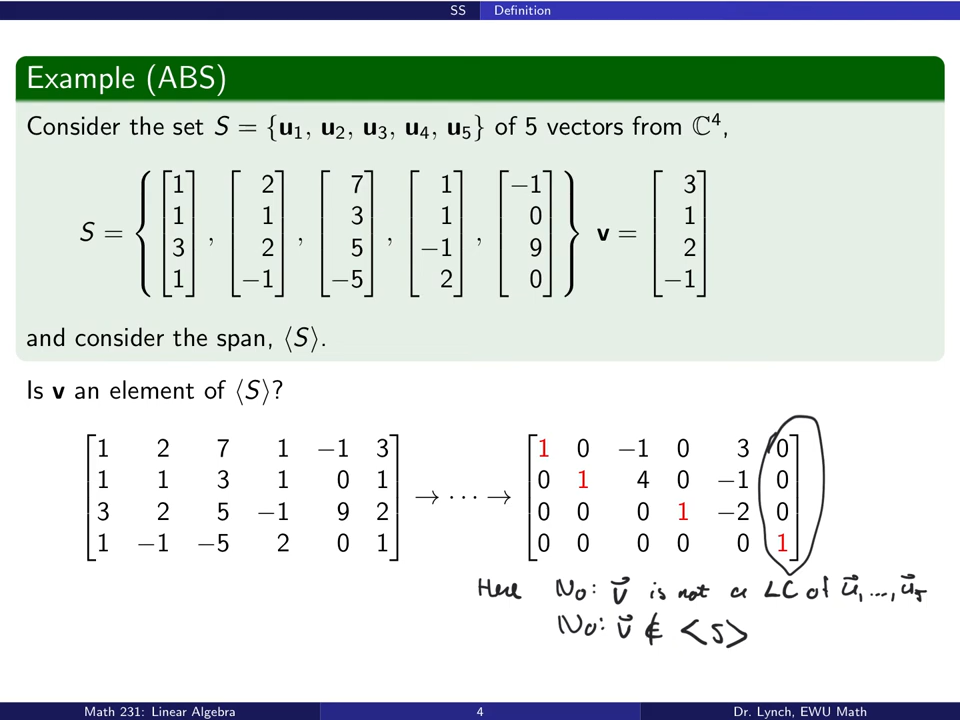 SS Definition
Example (ABS)
Consider the set S = {u₁, u₂, u₃, u₄, u₅} of 5 vectors from ℂ⁴,
S = { [1 1 3 1], [2 1 2 −1], [7 3 5 −5], [1 1 −1 2], [−1 0 9 0] } v = [3 1 2 −1]
and consider the span, ⟨S⟩.
Is v an element of ⟨S⟩?
[1 2 7 1 −1 3] [1 0 −1 0 3 0]
[1 1 3 1 0 1] → · · · → [0 1 4 0 −1 0]
[3 2 5 −1 9 2] [0 0 0 1 −2 0]
[1 −1 −5 2 0 1] [0 0 0 0 0 1]
Here No: v⃗ is not a LC of u⃗₁,...,u⃗₅
No: v⃗ ∉ <S>
Math 231: Linear Algebra 4 Dr. Lynch, EWU Math